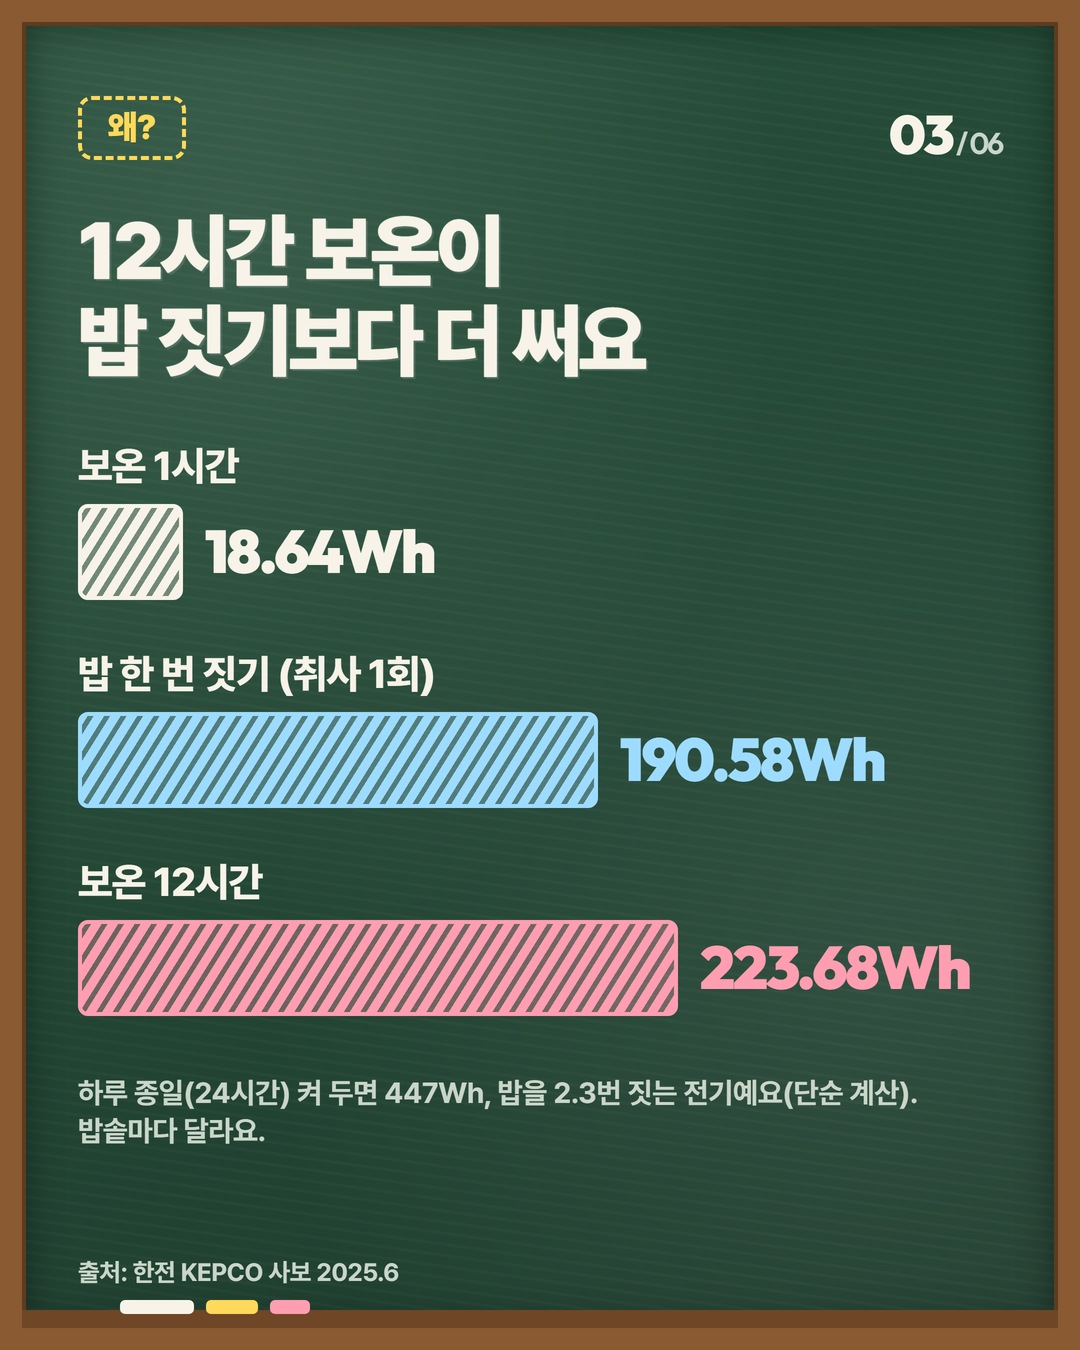 왜?
03/06
12시간 보온이
밥 짓기보다 더 써요
보온 1시간
18.64Wh
밥 한 번 짓기 (취사 1회)
190.58Wh
보온 12시간
223.68Wh
하루 종일(24시간) 켜 두면 447Wh, 밥을 2.3번 짓는 전기예요(단순 계산).
밥솥마다 달라요.
출처: 한전 KEPCO 사보 2025.6